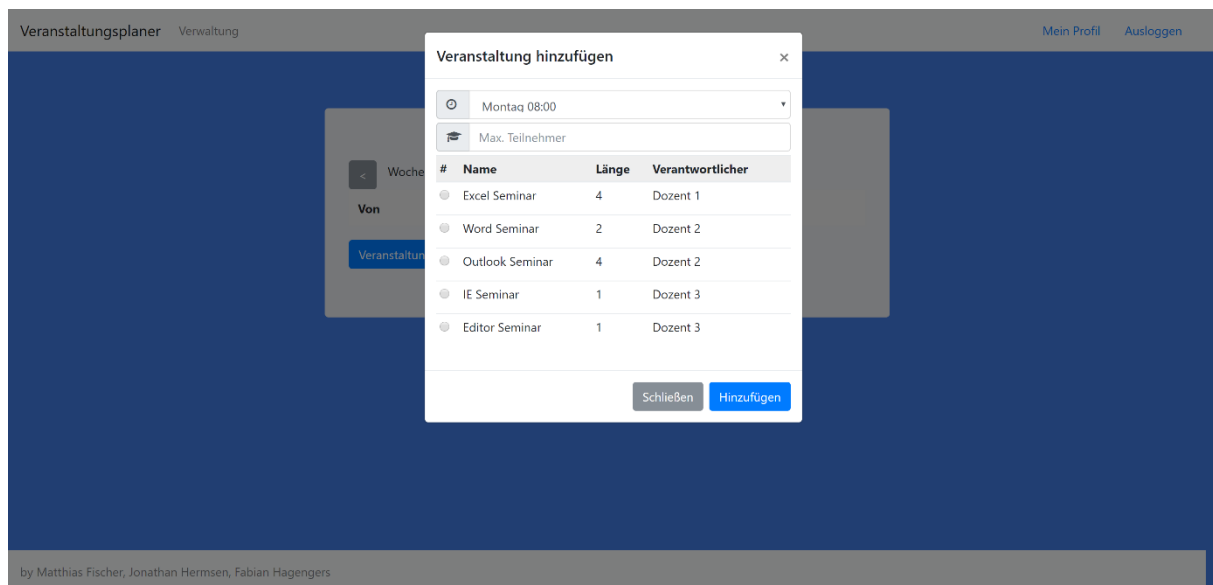 Veranstaltungsplaner Verwaltung Mein Profil Ausloggen
Veranstaltung hinzufügen ×
Montag 08:00
Max. Teilnehmer
< Woche
Von
# Name Länge Verantwortlicher
Excel Seminar 4 Dozent 1
Word Seminar 2 Dozent 2
Outlook Seminar 4 Dozent 2
IE Seminar 1 Dozent 3
Editor Seminar 1 Dozent 3
Schließen Hinzufügen
by Matthias Fischer, Jonathan Hermsen, Fabian Hagengers